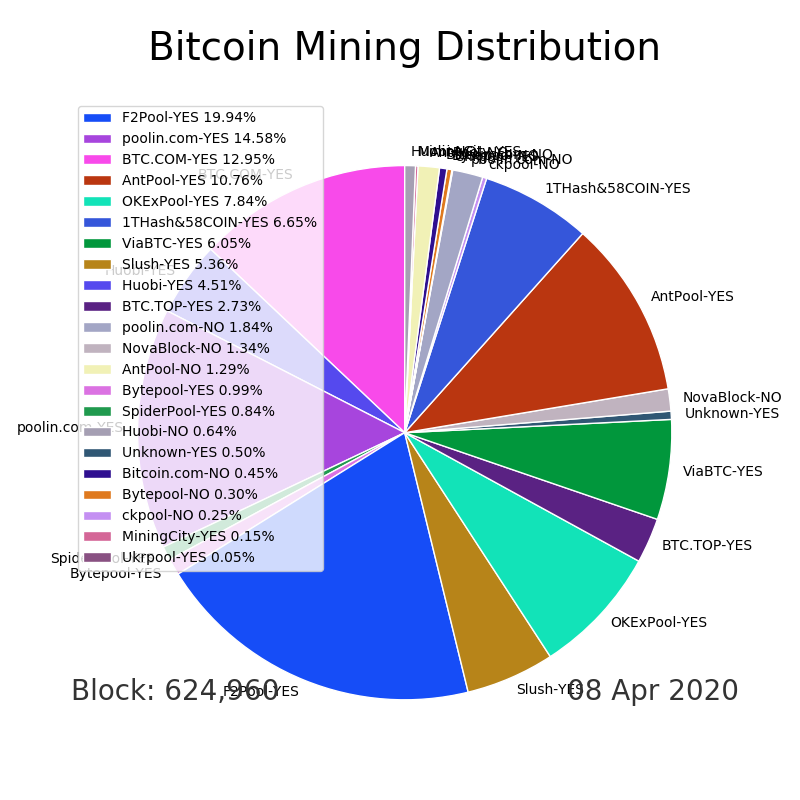 Bitcoin Mining Distribution
F2Pool-YES 19.94%
poolin.com-YES 14.58%
BTC.COM-YES 12.95%
AntPool-YES 10.76%
OKExPool-YES 7.84%
1THash&58COIN-YES 6.65%
ViaBTC-YES 6.05%
Slush-YES 5.36%
Huobi-YES 4.51%
BTC.TOP-YES 2.73%
poolin.com-NO 1.84%
NovaBlock-NO 1.34%
AntPool-NO 1.29%
Bytepool-YES 0.99%
SpiderPool-YES 0.84%
Huobi-NO 0.64%
Unknown-YES 0.50%
Bitcoin.com-NO 0.45%
Bytepool-NO 0.30%
ckpool-NO 0.25%
MiningCity-YES 0.15%
Ukrpool-YES 0.05%
BTC.COM-YES
Huobi-YES
poolin.com-YES
Bytepool-YES
F2Pool-YES
Slush-YES
OKExPool-YES
BTC.TOP-YES
ViaBTC-YES
Unknown-YES
NovaBlock-NO
AntPool-YES
1THash&58COIN-YES
ckpool-NO
Block: 624,960
08 Apr 2020